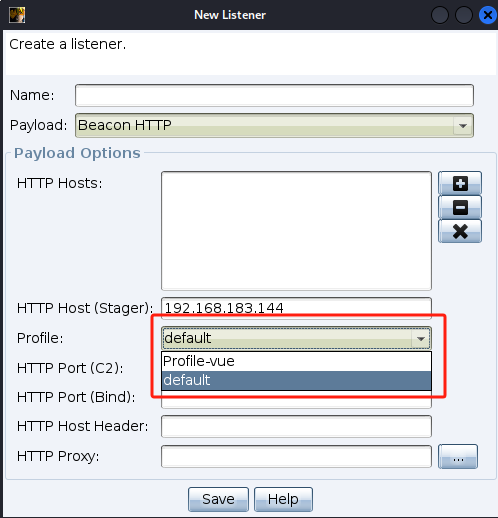 New Listener
Create a listener.
Name:
Payload: Beacon HTTP
Payload Options
HTTP Hosts:
HTTP Host (Stager): 192.168.183.144
Profile: default
Profile-vue
HTTP Port (C2):
default
HTTP Port (Bind):
HTTP Host Header:
HTTP Proxy: ...
Save Help